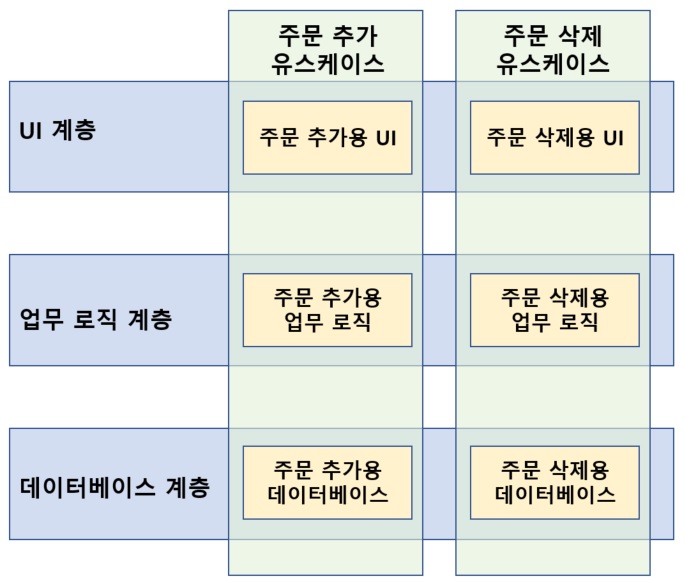 주문 추가
유스케이스
주문 삭제
유스케이스
UI 계층
주문 추가용 UI
주문 삭제용 UI
업무 로직 계층
주문 추가용
업무 로직
주문 삭제용
업무 로직
데이터베이스 계층
주문 추가용
데이터베이스
주문 삭제용
데이터베이스